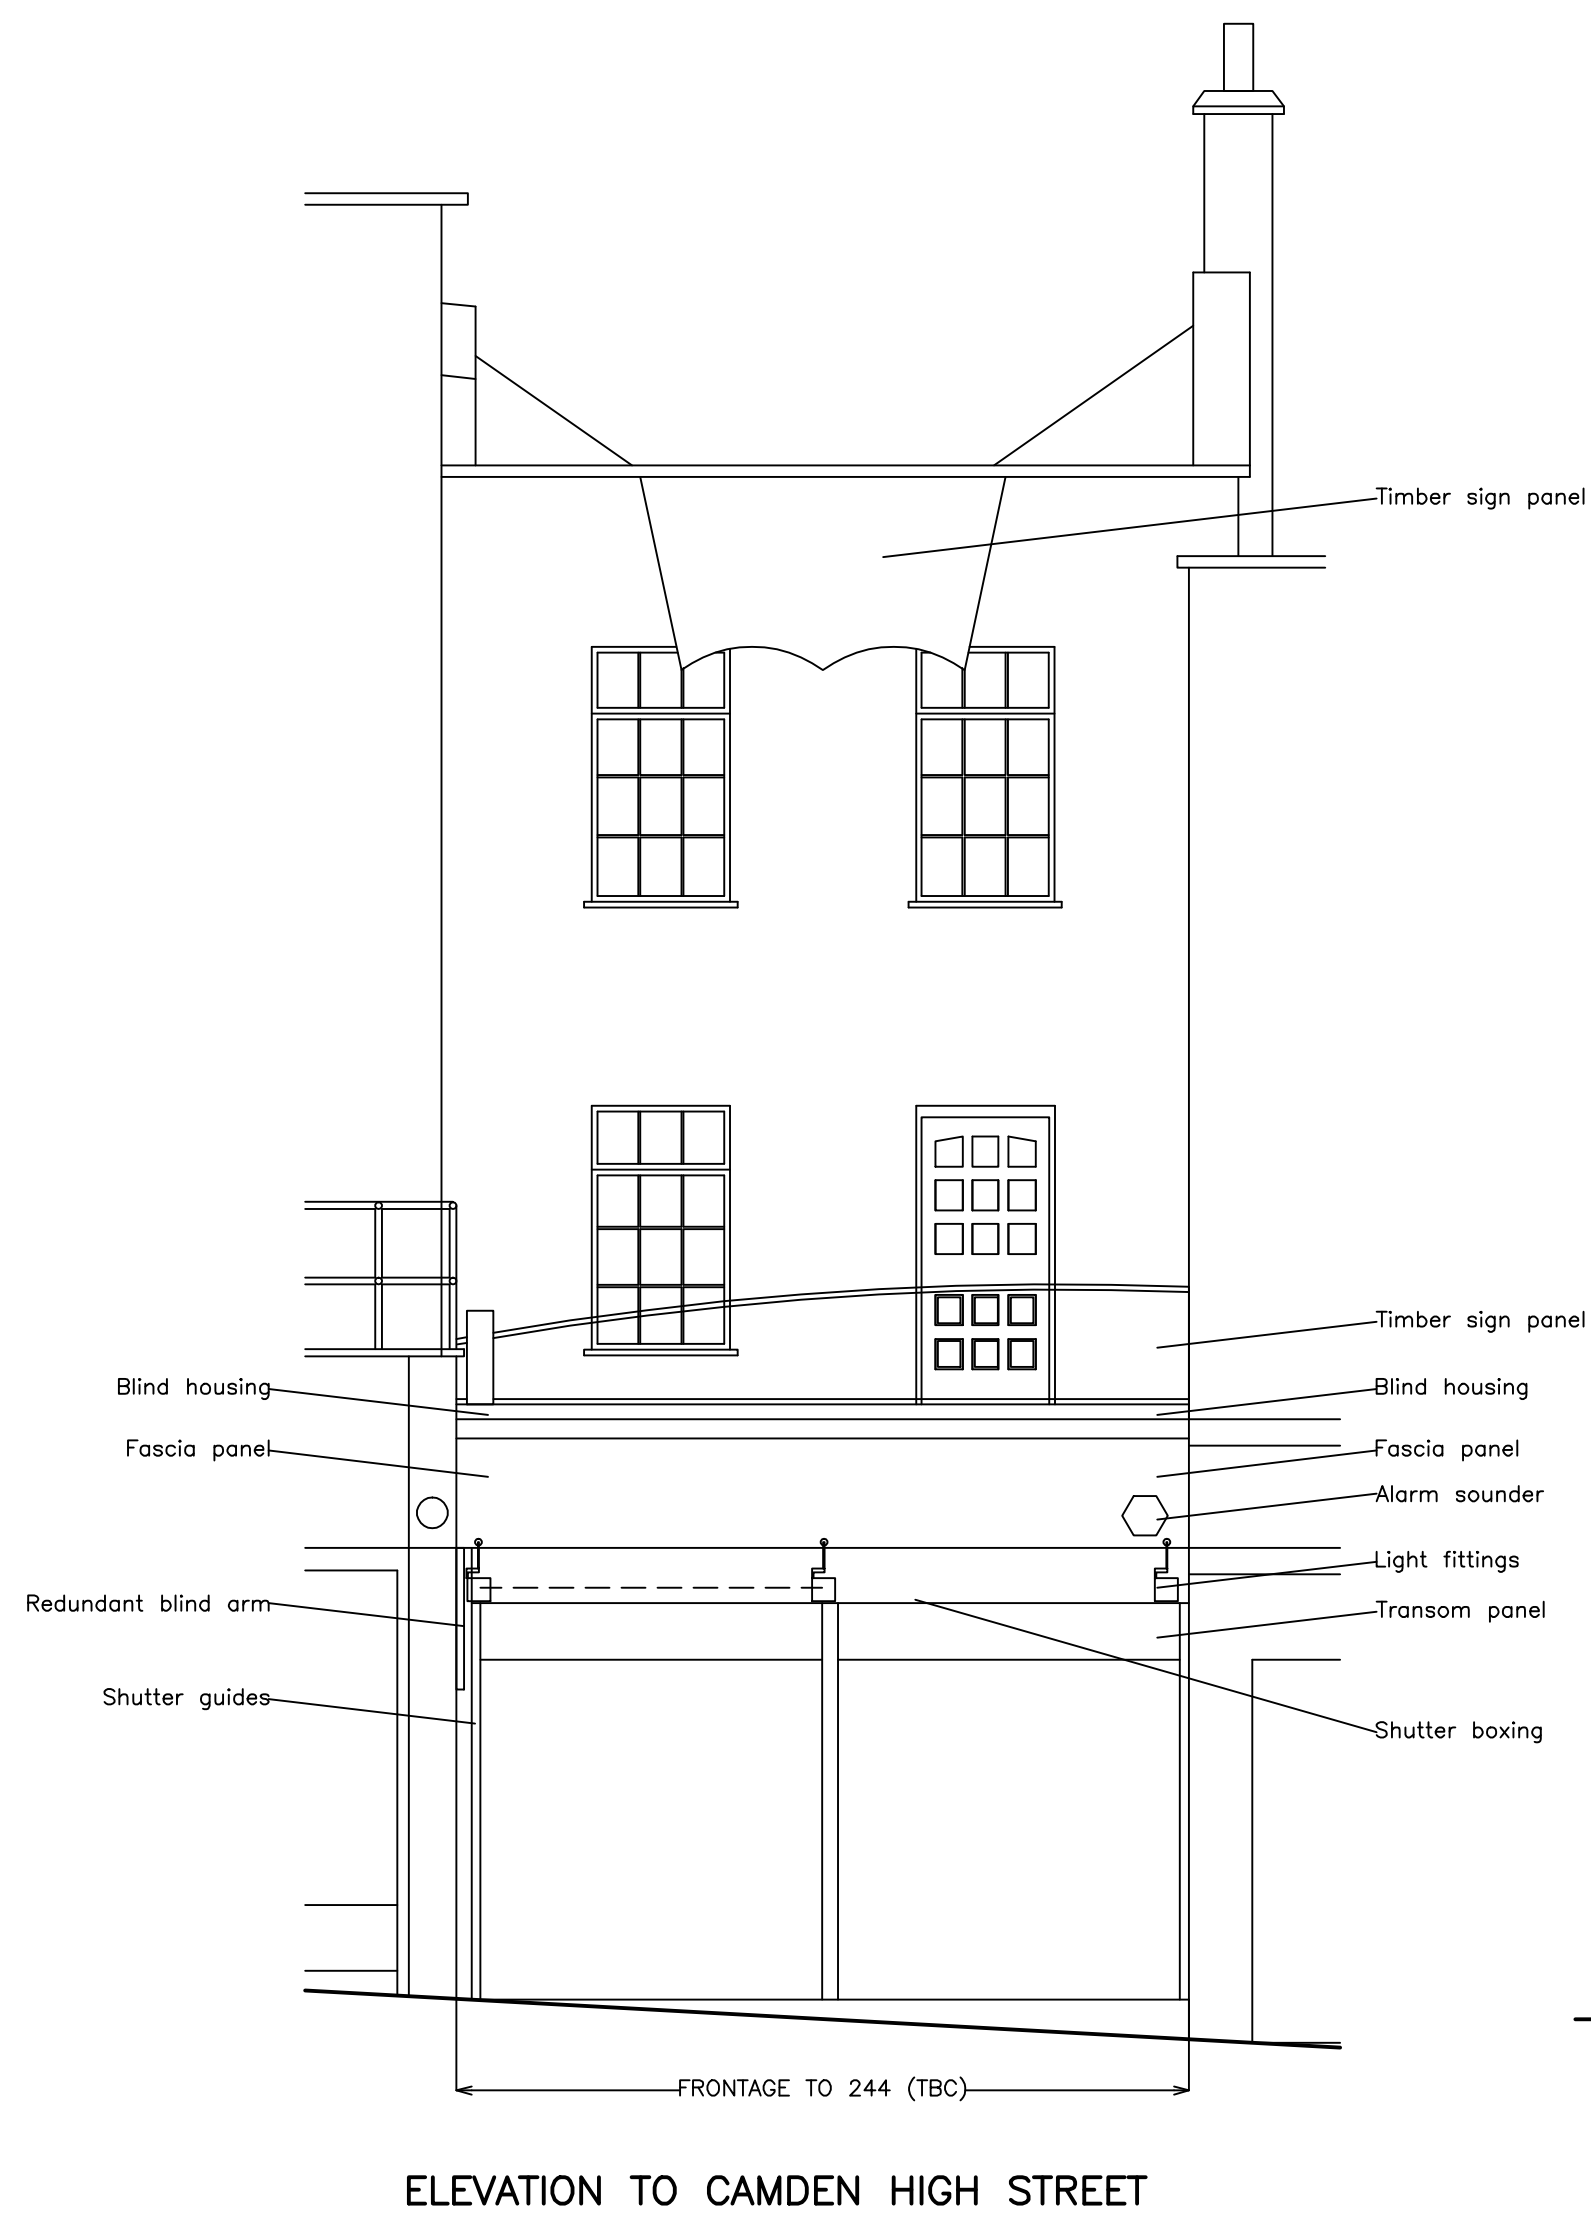 Timber sign panel
Timber sign panel
Blind housing
Blind housing
Fascia panel
Fascia panel
Alarm sounder
Light fittings
Redundant blind arm
Transom panel
Shutter guides
Shutter boxing
FRONTAGE TO 244 (TBC)
ELEVATION TO CAMDEN HIGH STREET